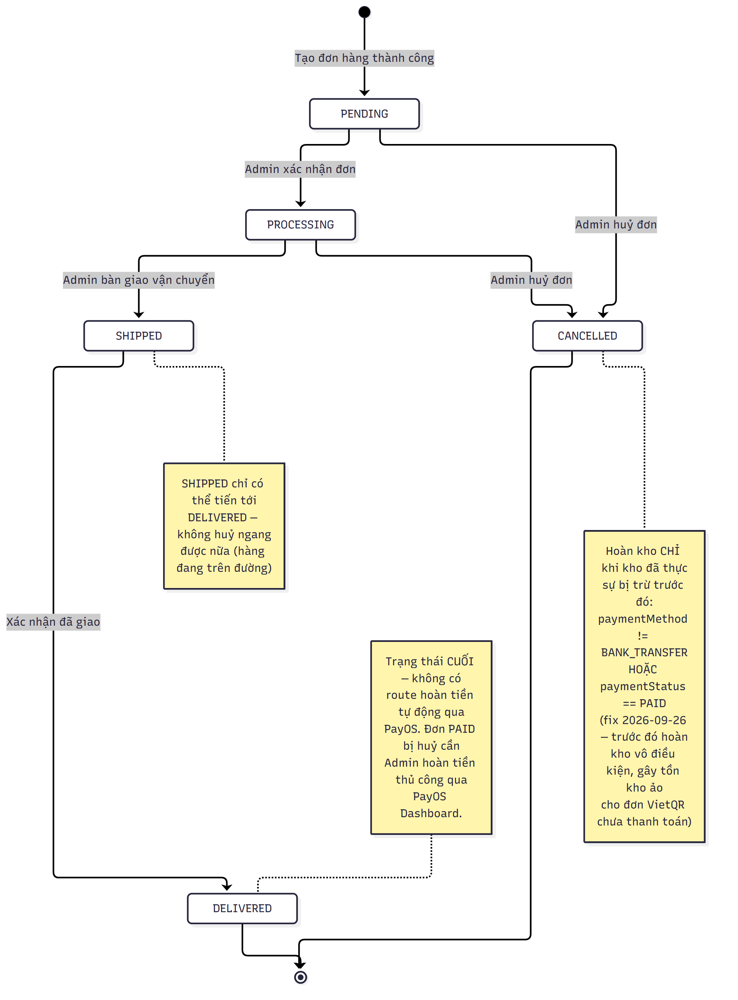 Tạo đơn hàng thành công
PENDING
Admin xác nhận đơn
PROCESSING
Admin huỷ đơn
Admin bàn giao vận chuyển
Admin huỷ đơn
SHIPPED
CANCELLED
SHIPPED chỉ có
thể tiến tới
DELIVERED —
không huỷ ngang
được nữa (hàng
đang trên đường)
Hoàn kho CHỈ
khi kho đã thực
sự bị trừ trước
đó:
paymentMethod
!=
BANK_TRANSFER
HOẶC
paymentStatus
== PAID
(fix 2026-09-26
— trước đó hoàn
kho vô điều
kiện, gây tồn
kho ảo
cho đơn VietQR
chưa thanh toán)
Xác nhận đã giao
Trạng thái CUỐI
— không có
route hoàn tiền
tự động qua
PayOS. Đơn PAID
bị huỷ cần
Admin hoàn tiền
thủ công qua
PayOS
Dashboard.
DELIVERED